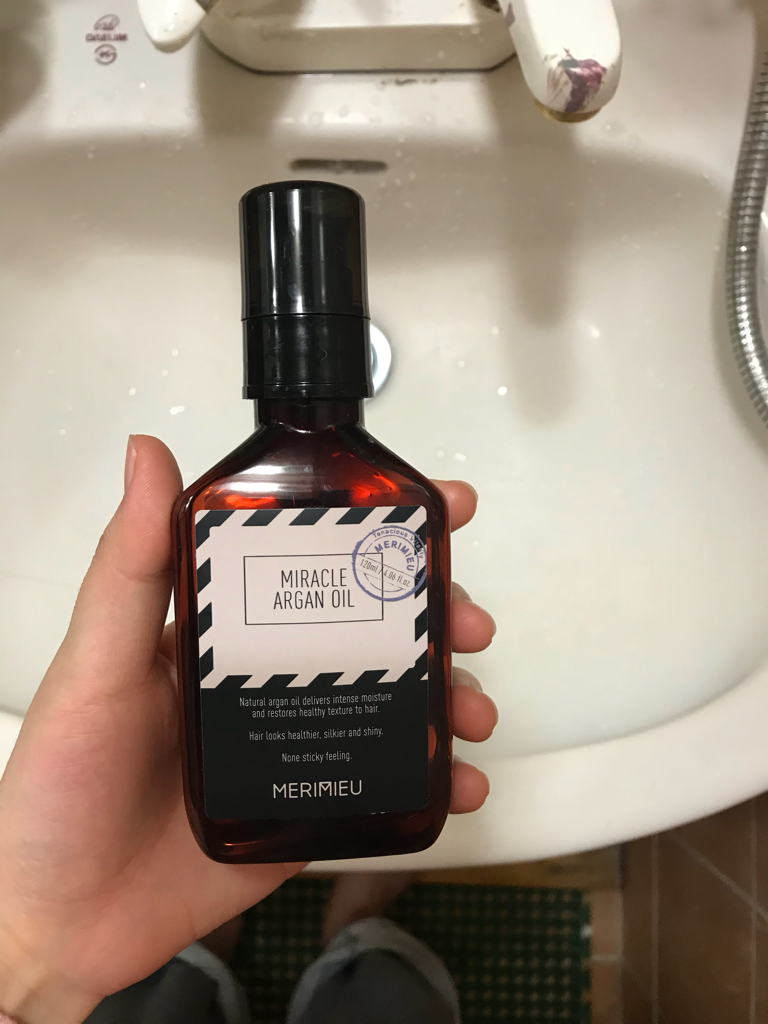 Tenacious
MERIMIEU
120ml / 4.06 fl.oz.
MIRACLE
ARGAN OIL
Natural argan oil delivers intense moisture
and restores healthy texture to hair.
Hair looks healthier, silkier and shiny.
None sticky feeling.
MERIMIEU